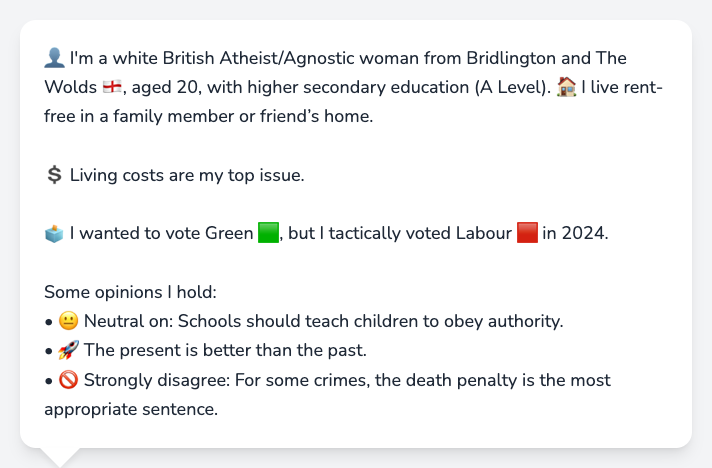 👤 I'm a white British Atheist/Agnostic woman from Bridlington and The
Wolds 🏴󠁧󠁢󠁥󠁮󠁧󠁿, aged 20, with higher secondary education (A Level). 🏠 I live rent-
free in a family member or friend’s home.
💲 Living costs are my top issue.
🗳️ I wanted to vote Green 🟩, but I tactically voted Labour 🟥 in 2024.
Some opinions I hold:
• 😐 Neutral on: Schools should teach children to obey authority.
• 🚀 The present is better than the past.
• 🚫 Strongly disagree: For some crimes, the death penalty is the most
appropriate sentence.